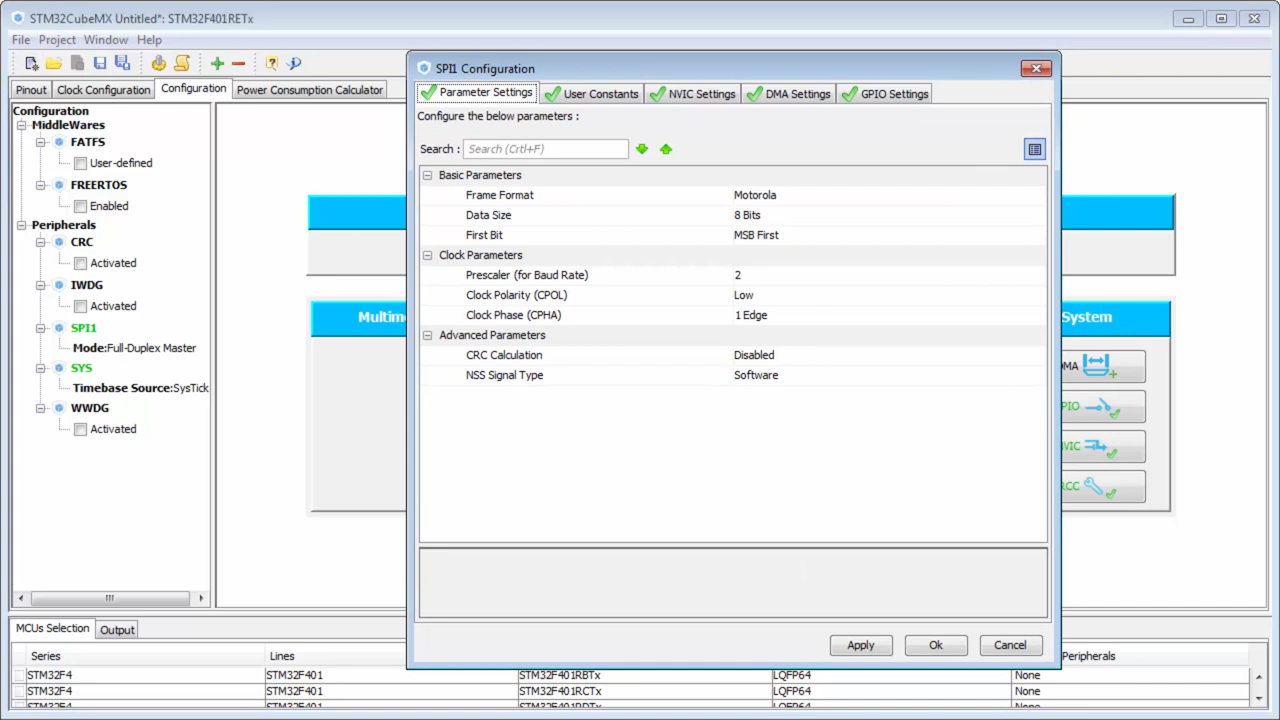 STM32CubeMX Untitled*: STM32F401RETx
File Project Window Help
Pinout Clock Configuration Configuration Power Consumption Calculator
Configuration
MiddleWares
FATFS
User-defined
FREERTOS
Enabled
Peripherals
CRC
Activated
IWDG
Activated
SPI1
Mode:Full-Duplex Master
SYS
Timebase Source:SysTick
WWDG
Activated
SPI1 Configuration
Parameter Settings User Constants NVIC Settings DMA Settings GPIO Settings
Configure the below parameters :
Search : Search (Crtl+F)
Basic Parameters
Frame Format Motorola
Data Size 8 Bits
First Bit MSB First
Clock Parameters
Prescaler (for Baud Rate) 2
Clock Polarity (CPOL) Low
Clock Phase (CPHA) 1 Edge
Advanced Parameters
CRC Calculation Disabled
NSS Signal Type Software
Apply Ok Cancel
System
MCUs Selection Output
Series Lines Peripherals
STM32F4 STM32F401 STM32F401RBTx LQFP64 None
STM32F4 STM32F401 STM32F401RCTx LQFP64 None
STM32F4 STM32F401 STM32F401RDTx LQFP64 None